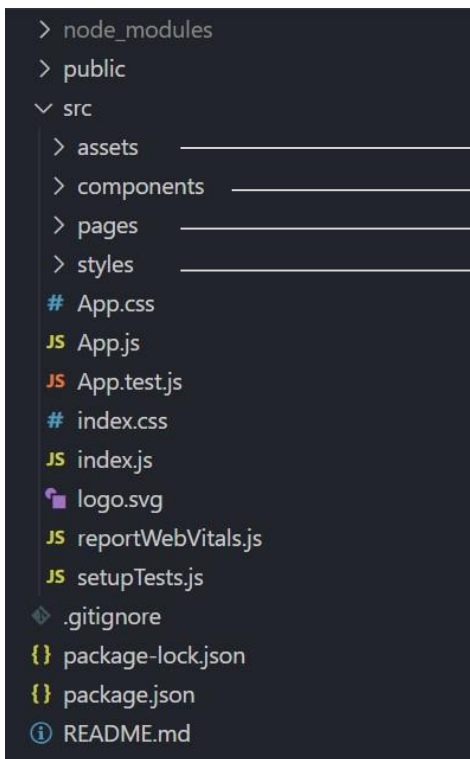 node_modules
public
src
assets
components
pages
styles
# App.css
JS App.js
JS App.test.js
# index.css
JS index.js
logo.svg
JS reportWebVitals.js
JS setupTests.js
.gitignore
{} package-lock.json
{} package.json
README.md